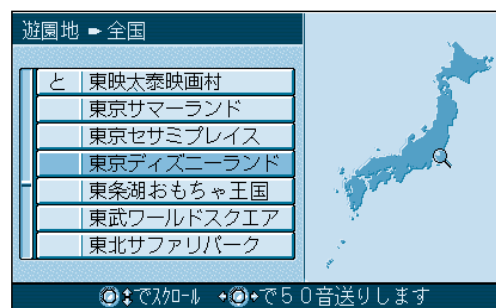 遊園地 ➨ 全国
と 東映太泰映画村
東京サマーランド
東京セサミプレイス
東京ディズニーランド
東条湖おもちゃ王国
東武ワールドスクエア
東北サファリパーク
でスクロール で50音送りします